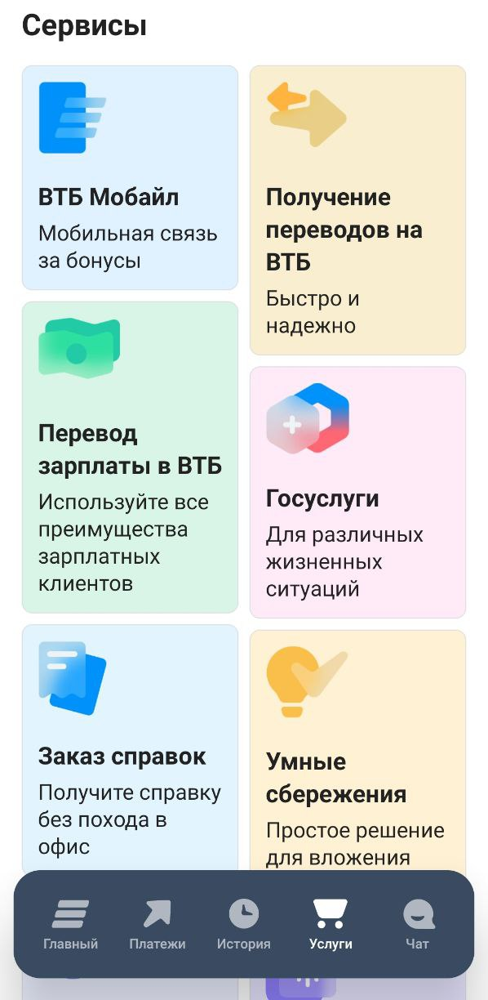 Сервисы
ВТБ Мобайл
Мобильная связь
за бонусы
Получение
переводов на
ВТБ
Быстро и
надежно
Перевод
зарплаты в ВТБ
Используйте все
преимущества
зарплатных
клиентов
Госуслуги
Для различных
жизненных
ситуаций
Заказ справок
Получите справку
без похода в
офис
Умные
сбережения
Простое решение
для вложения
Главный
Платежи
История
Услуги
Чат